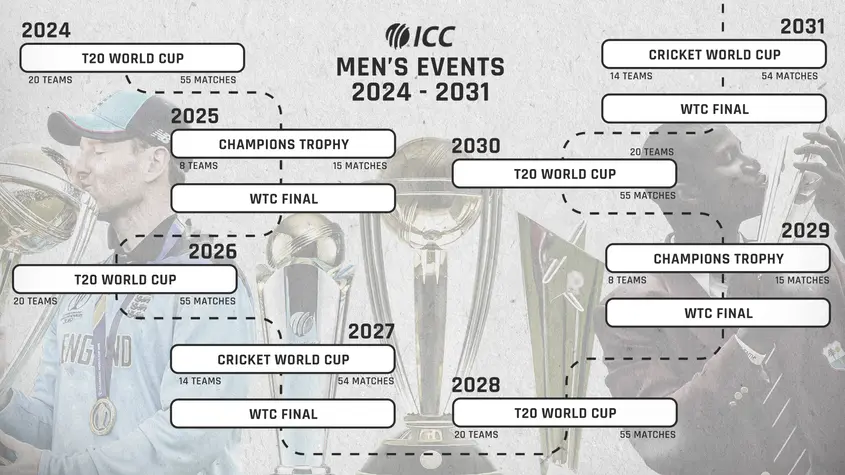 ICC
MEN'S EVENTS
2024 - 2031
2024
T20 WORLD CUP
20 TEAMS 55 MATCHES
2025
CHAMPIONS TROPHY
8 TEAMS 15 MATCHES
WTC FINAL
2026
T20 WORLD CUP
20 TEAMS 55 MATCHES
2027
CRICKET WORLD CUP
14 TEAMS 54 MATCHES
WTC FINAL
2028
T20 WORLD CUP
20 TEAMS 55 MATCHES
2029
CHAMPIONS TROPHY
8 TEAMS 15 MATCHES
WTC FINAL
2030
20 TEAMS
T20 WORLD CUP
55 MATCHES
2031
CRICKET WORLD CUP
14 TEAMS 54 MATCHES
WTC FINAL
ENGLAND